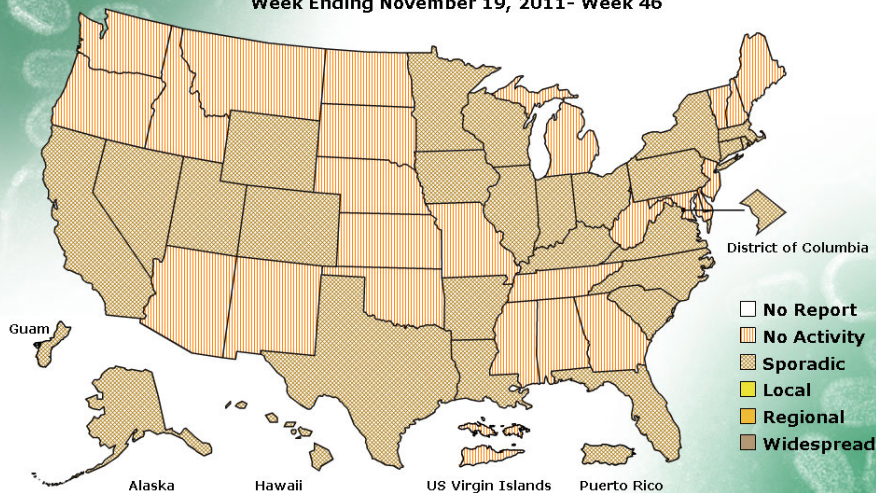 Week Ending November 19, 2011- Week 46
District of Columbia
No Report
Guam
No Activity
Sporadic
Local
Regional
Widespread
Alaska
Hawaii
US Virgin Islands
Puerto Rico